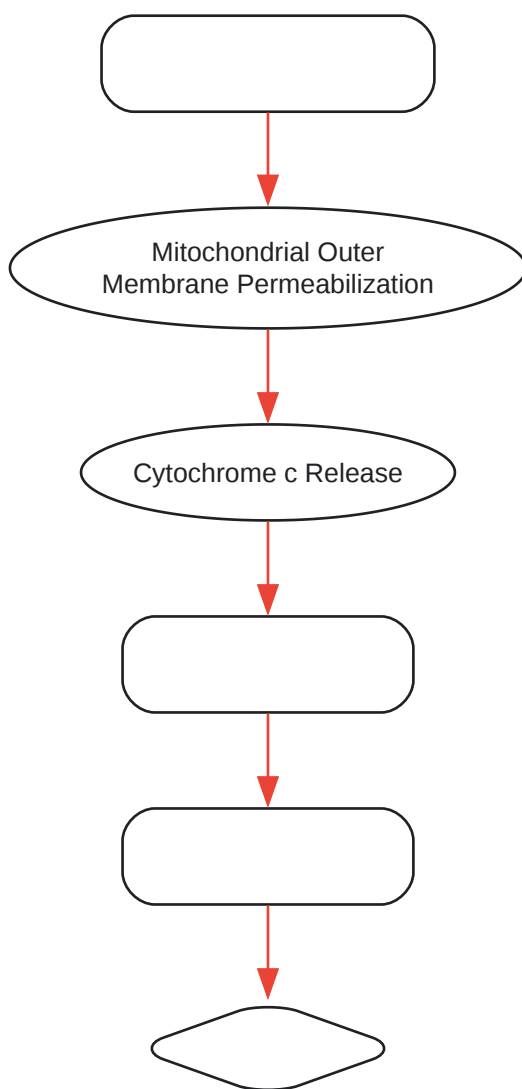 Mitochondrial Outer
Membrane Permeabilization
Cytochrome c Release